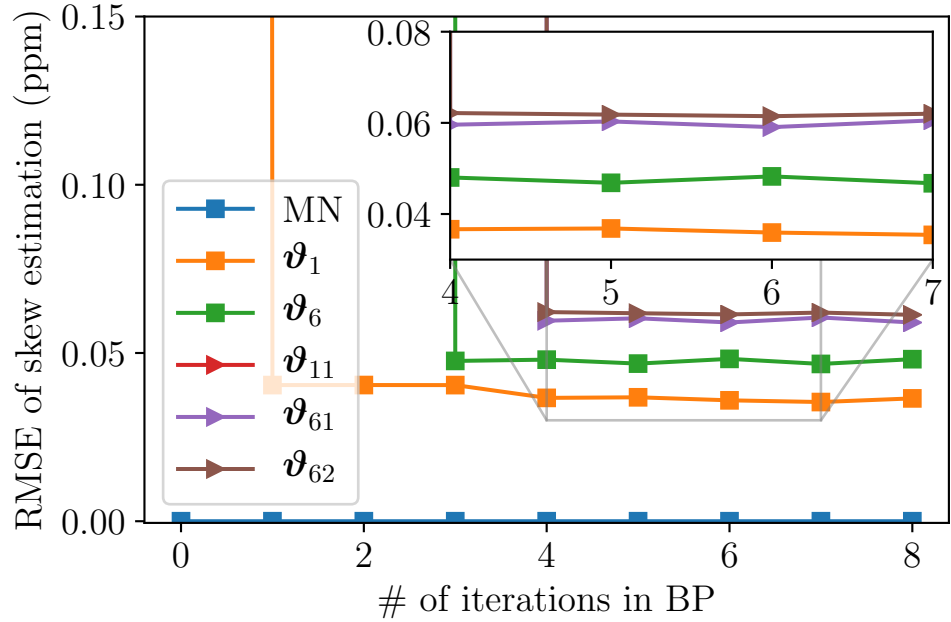 RMSE of skew estimation (ppm)
0.15
0.10
0.05
0.00
0.08
0.06
0.04
4 5 6 7
MN
𝝑₁
𝝑₆
𝝑₁₁
𝝑₆₁
𝝑₆₂
0 2 4 6 8
# of iterations in BP